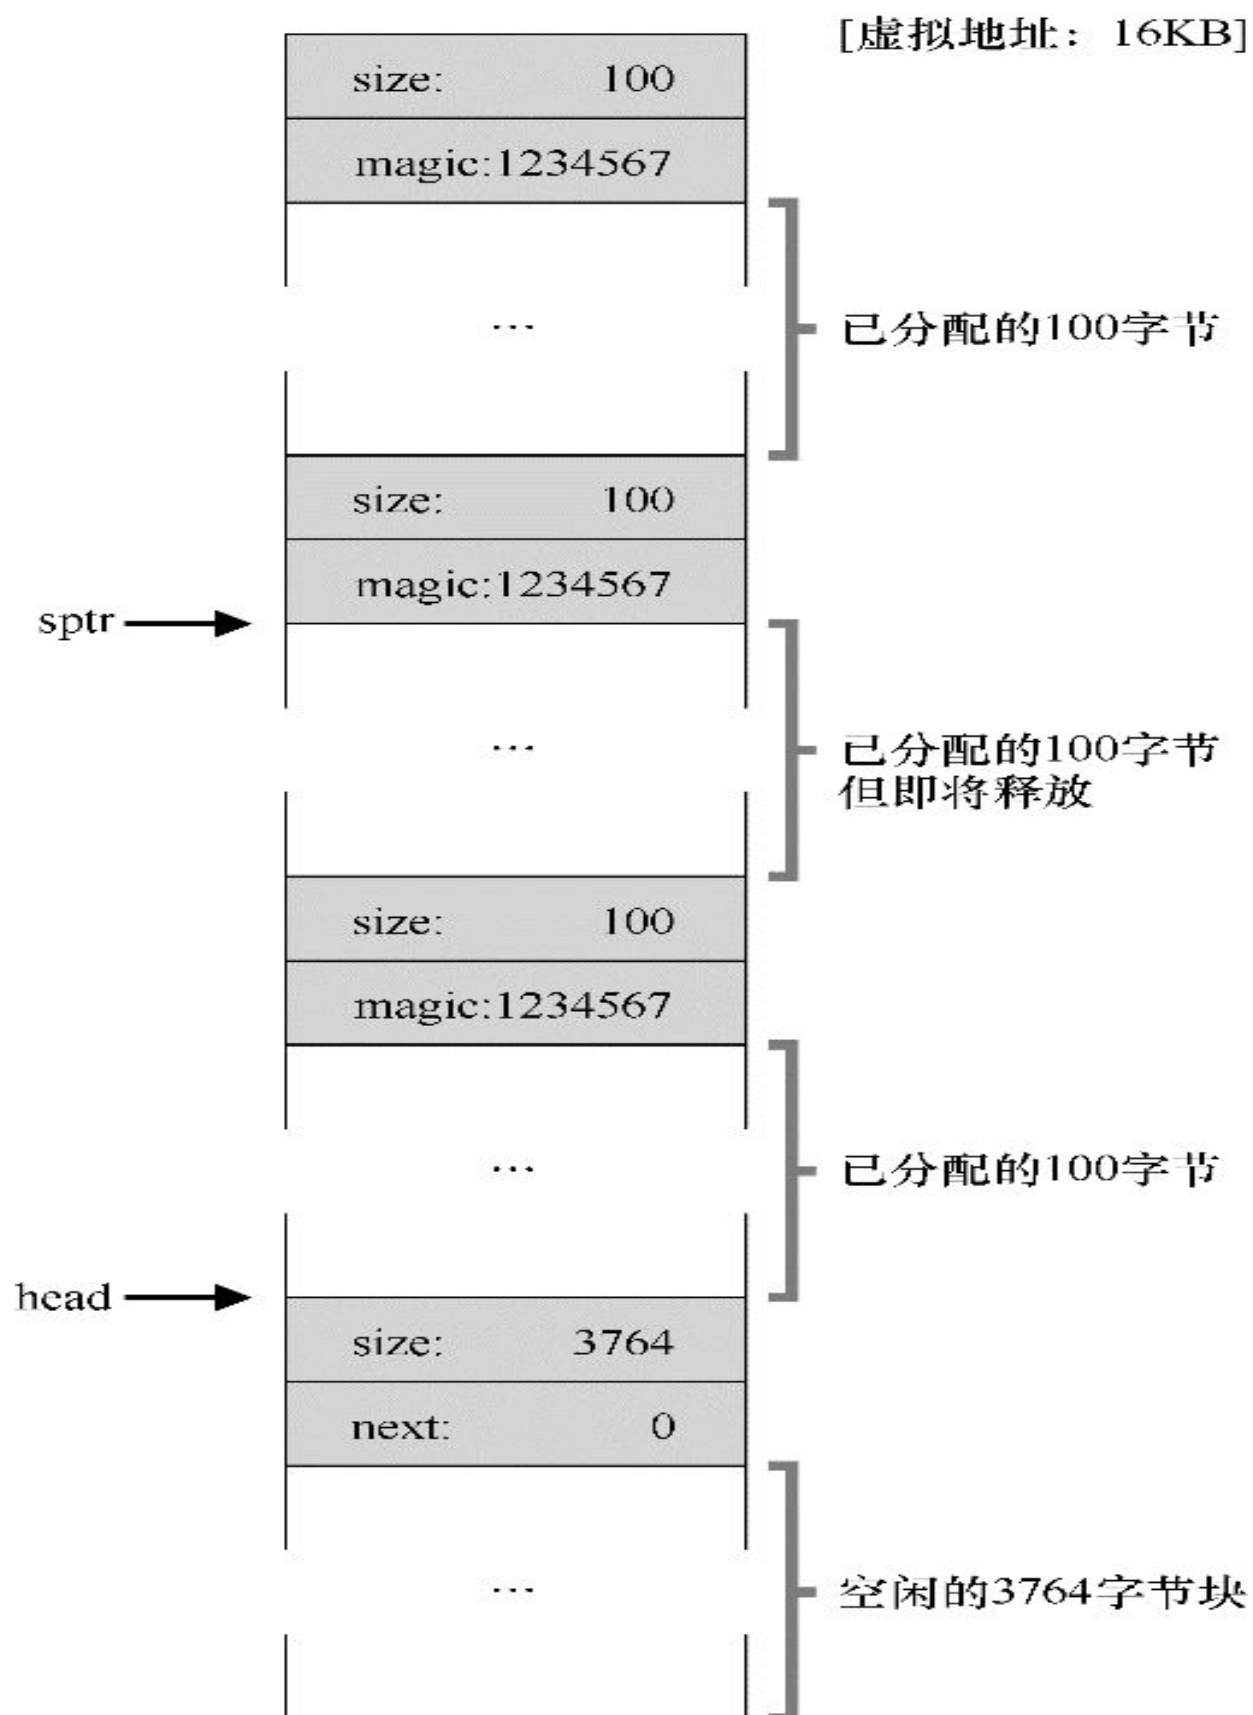 [虚拟地址：16KB]
size: 100
magic:1234567
...
已分配的100字节
size: 100
magic:1234567
sptr
...
已分配的100字节
但即将释放
size: 100
magic:1234567
...
已分配的100字节
head
size: 3764
next: 0
...
空闲的3764字节块